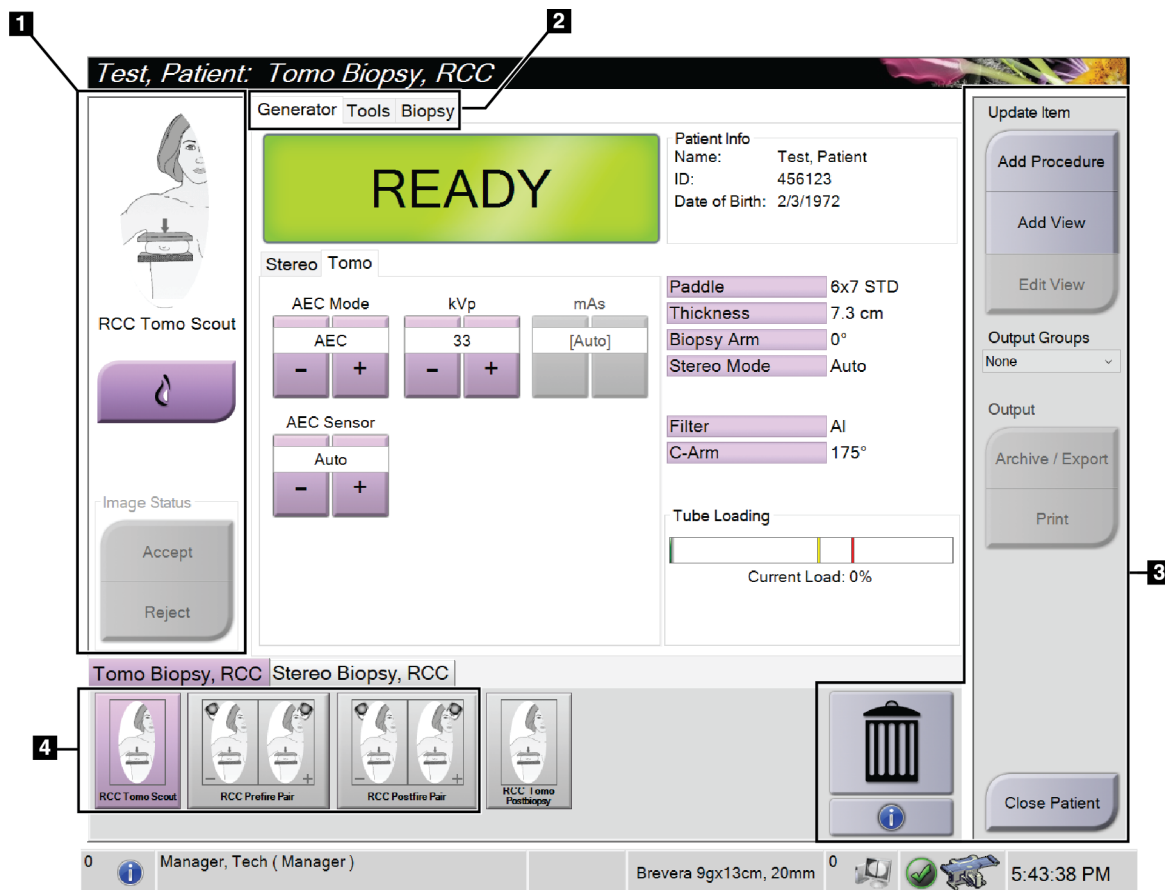 1
2
Test, Patient: Tomo Biopsy, RCC
Generator Tools Biopsy
READY
Patient Info
Name: Test, Patient
ID: 456123
Date of Birth: 2/3/1972
Update Item
Add Procedure
Add View
Edit View
Output Groups
None
Output
Archive / Export
Print
3
Close Patient
RCC Tomo Scout
Image Status
Accept
Reject
Stereo Tomo
AEC Mode kVp mAs
AEC 33 [Auto]
- + - +
AEC Sensor
Auto
- +
Paddle 6x7 STD
Thickness 7.3 cm
Biopsy Arm 0°
Stereo Mode Auto
Filter Al
C-Arm 175°
Tube Loading
Current Load: 0%
Tomo Biopsy, RCC Stereo Biopsy, RCC
4
- + - +
RCC Tomo Scout
RCC Prefire Pair
RCC Postfire Pair
RCC Tomo
Postbiopsy
0 Manager, Tech ( Manager ) Brevera 9gx13cm, 20mm 0 5:43:38 PM